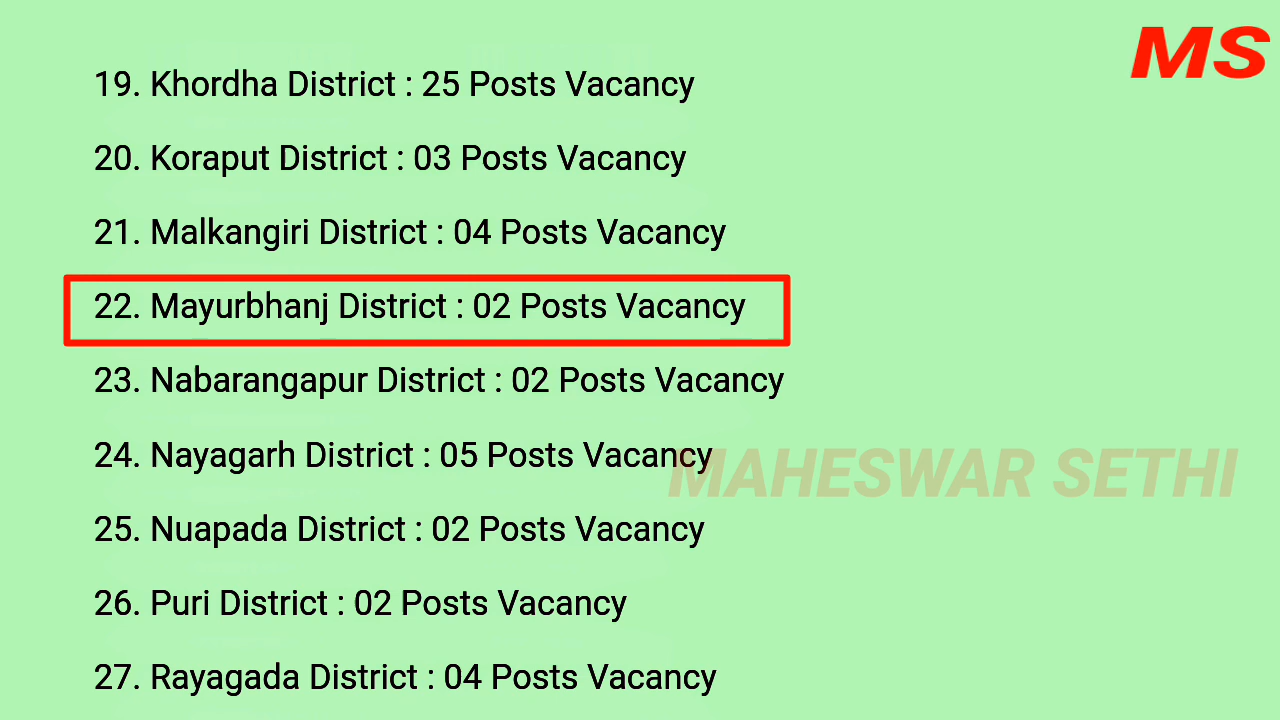 MS
19. Khordha District : 25 Posts Vacancy
20. Koraput District : 03 Posts Vacancy
21. Malkangiri District : 04 Posts Vacancy
22. Mayurbhanj District : 02 Posts Vacancy
23. Nabarangapur District : 02 Posts Vacancy
24. Nayagarh District : 05 Posts Vacancy
MAHESWAR SETHI
25. Nuapada District : 02 Posts Vacancy
26. Puri District : 02 Posts Vacancy
27. Rayagada District : 04 Posts Vacancy